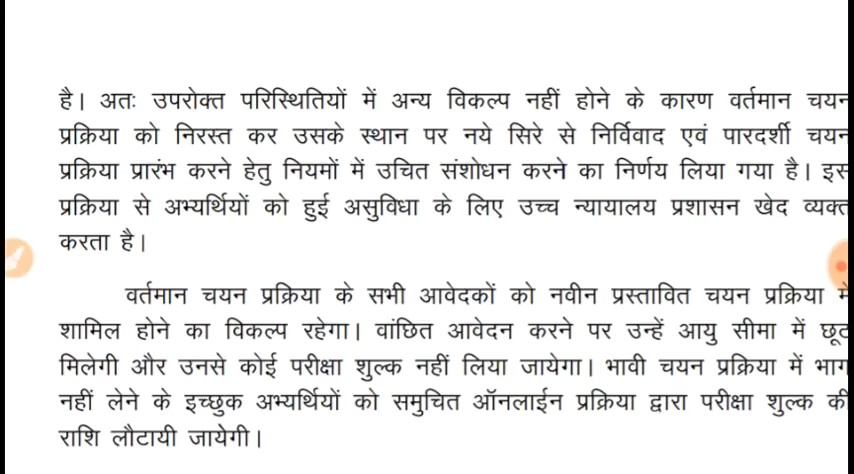 है। अतः उपरोक्त परिस्थितियों में अन्य विकल्प नहीं होने के कारण वर्तमान चयन
प्रक्रिया को निरस्त कर उसके स्थान पर नये सिरे से निर्विवाद एवं पारदर्शी चयन
प्रक्रिया प्रारंभ करने हेतु नियमों में उचित संशोधन करने का निर्णय लिया गया है। इस
प्रक्रिया से अभ्यर्थियों को हुई असुविधा के लिए उच्च न्यायालय प्रशासन खेद व्यक्त
करता है।
वर्तमान चयन प्रक्रिया के सभी आवेदकों को नवीन प्रस्तावित चयन प्रक्रिया में
शामिल होने का विकल्प रहेगा। वांछित आवेदन करने पर उन्हें आयु सीमा में छूट
मिलेगी और उनसे कोई परीक्षा शुल्क नहीं लिया जायेगा। भावी चयन प्रक्रिया में भाग
नहीं लेने के इच्छुक अभ्यर्थियों को समुचित ऑनलाईन प्रक्रिया द्वारा परीक्षा शुल्क की
राशि लौटायी जायेगी।